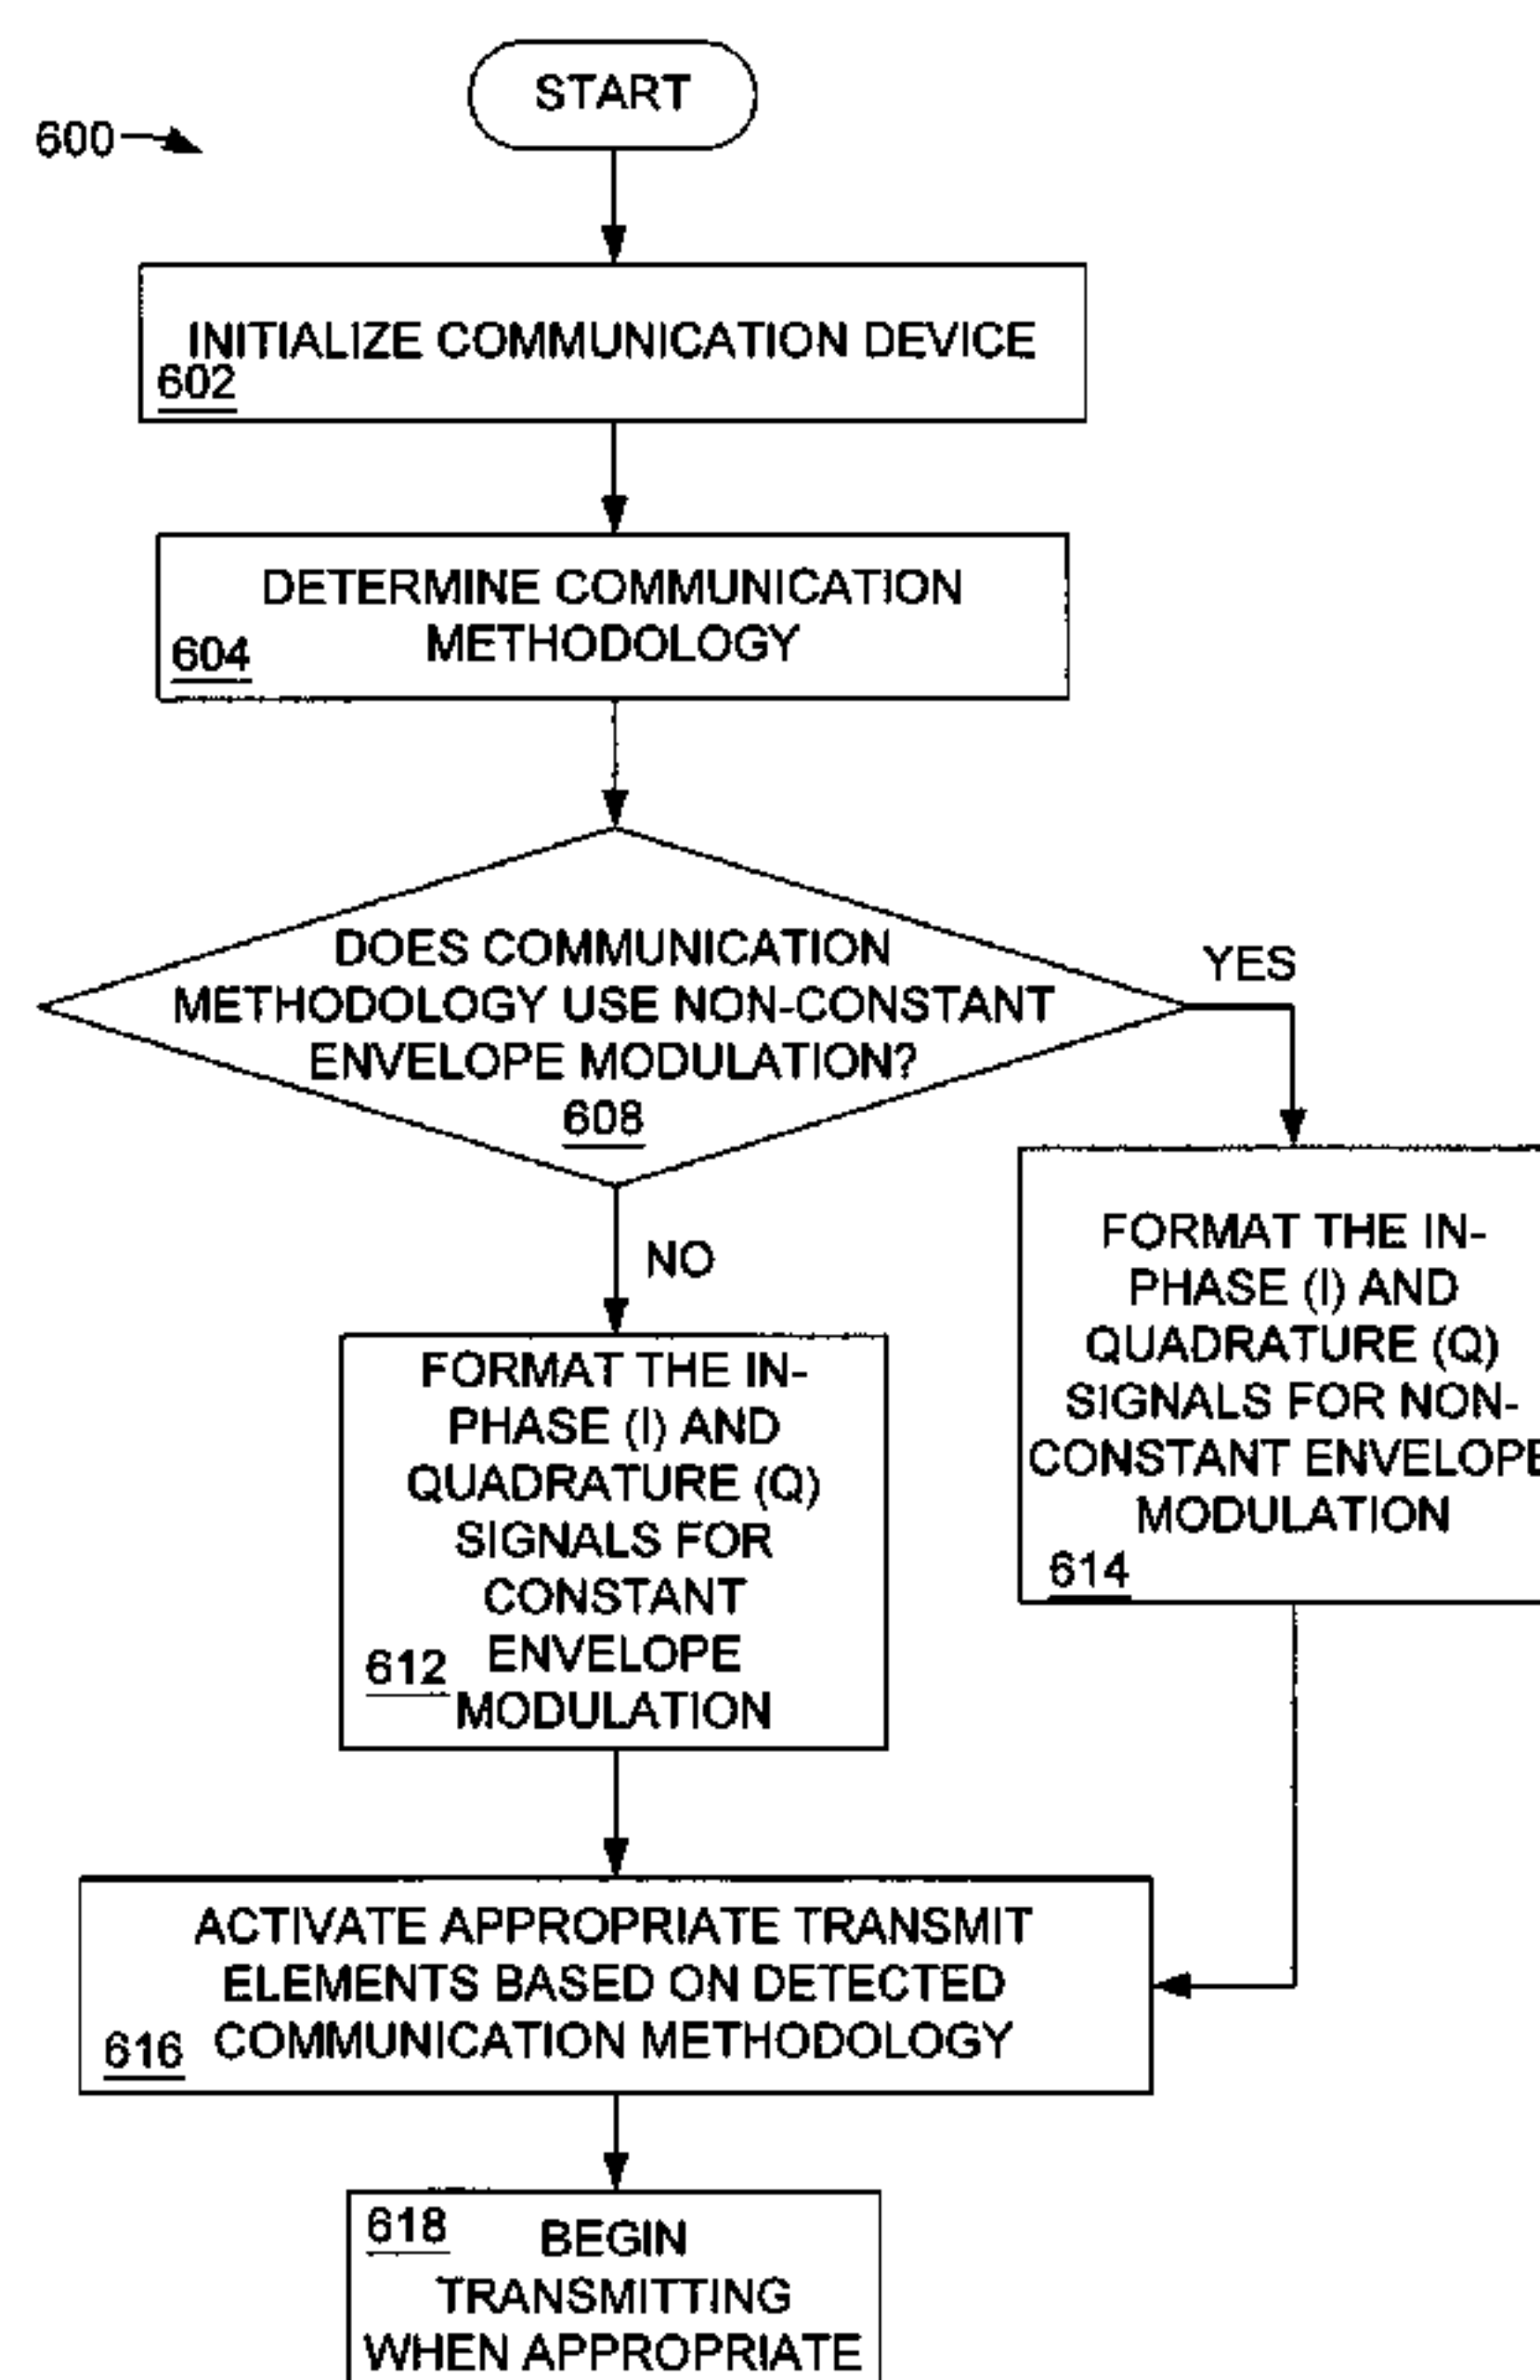 START
600
INITIALIZE COMMUNICATION DEVICE
602
DETERMINE COMMUNICATION
METHODOLOGY
604
DOES COMMUNICATION
METHODOLOGY USE NON-CONSTANT
ENVELOPE MODULATION?
608
YES
NO
FORMAT THE IN-
PHASE (I) AND
QUADRATURE (Q)
SIGNALS FOR NON-
CONSTANT ENVELOPE
MODULATION
614
FORMAT THE IN-
PHASE (I) AND
QUADRATURE (Q)
SIGNALS FOR
CONSTANT
ENVELOPE
612
MODULATION
ACTIVATE APPROPRIATE TRANSMIT
ELEMENTS BASED ON DETECTED
COMMUNICATION METHODOLOGY
616
618
BEGIN
TRANSMITTING
WHEN APPROPRIATE